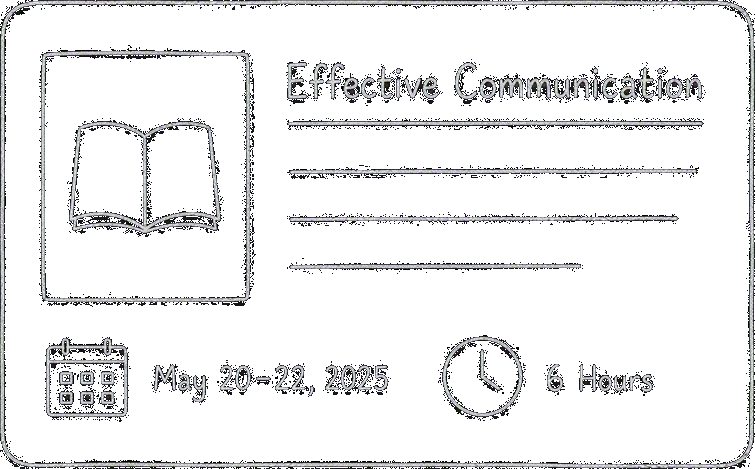 Effective Communication
May 20-22, 2025
6 Hours